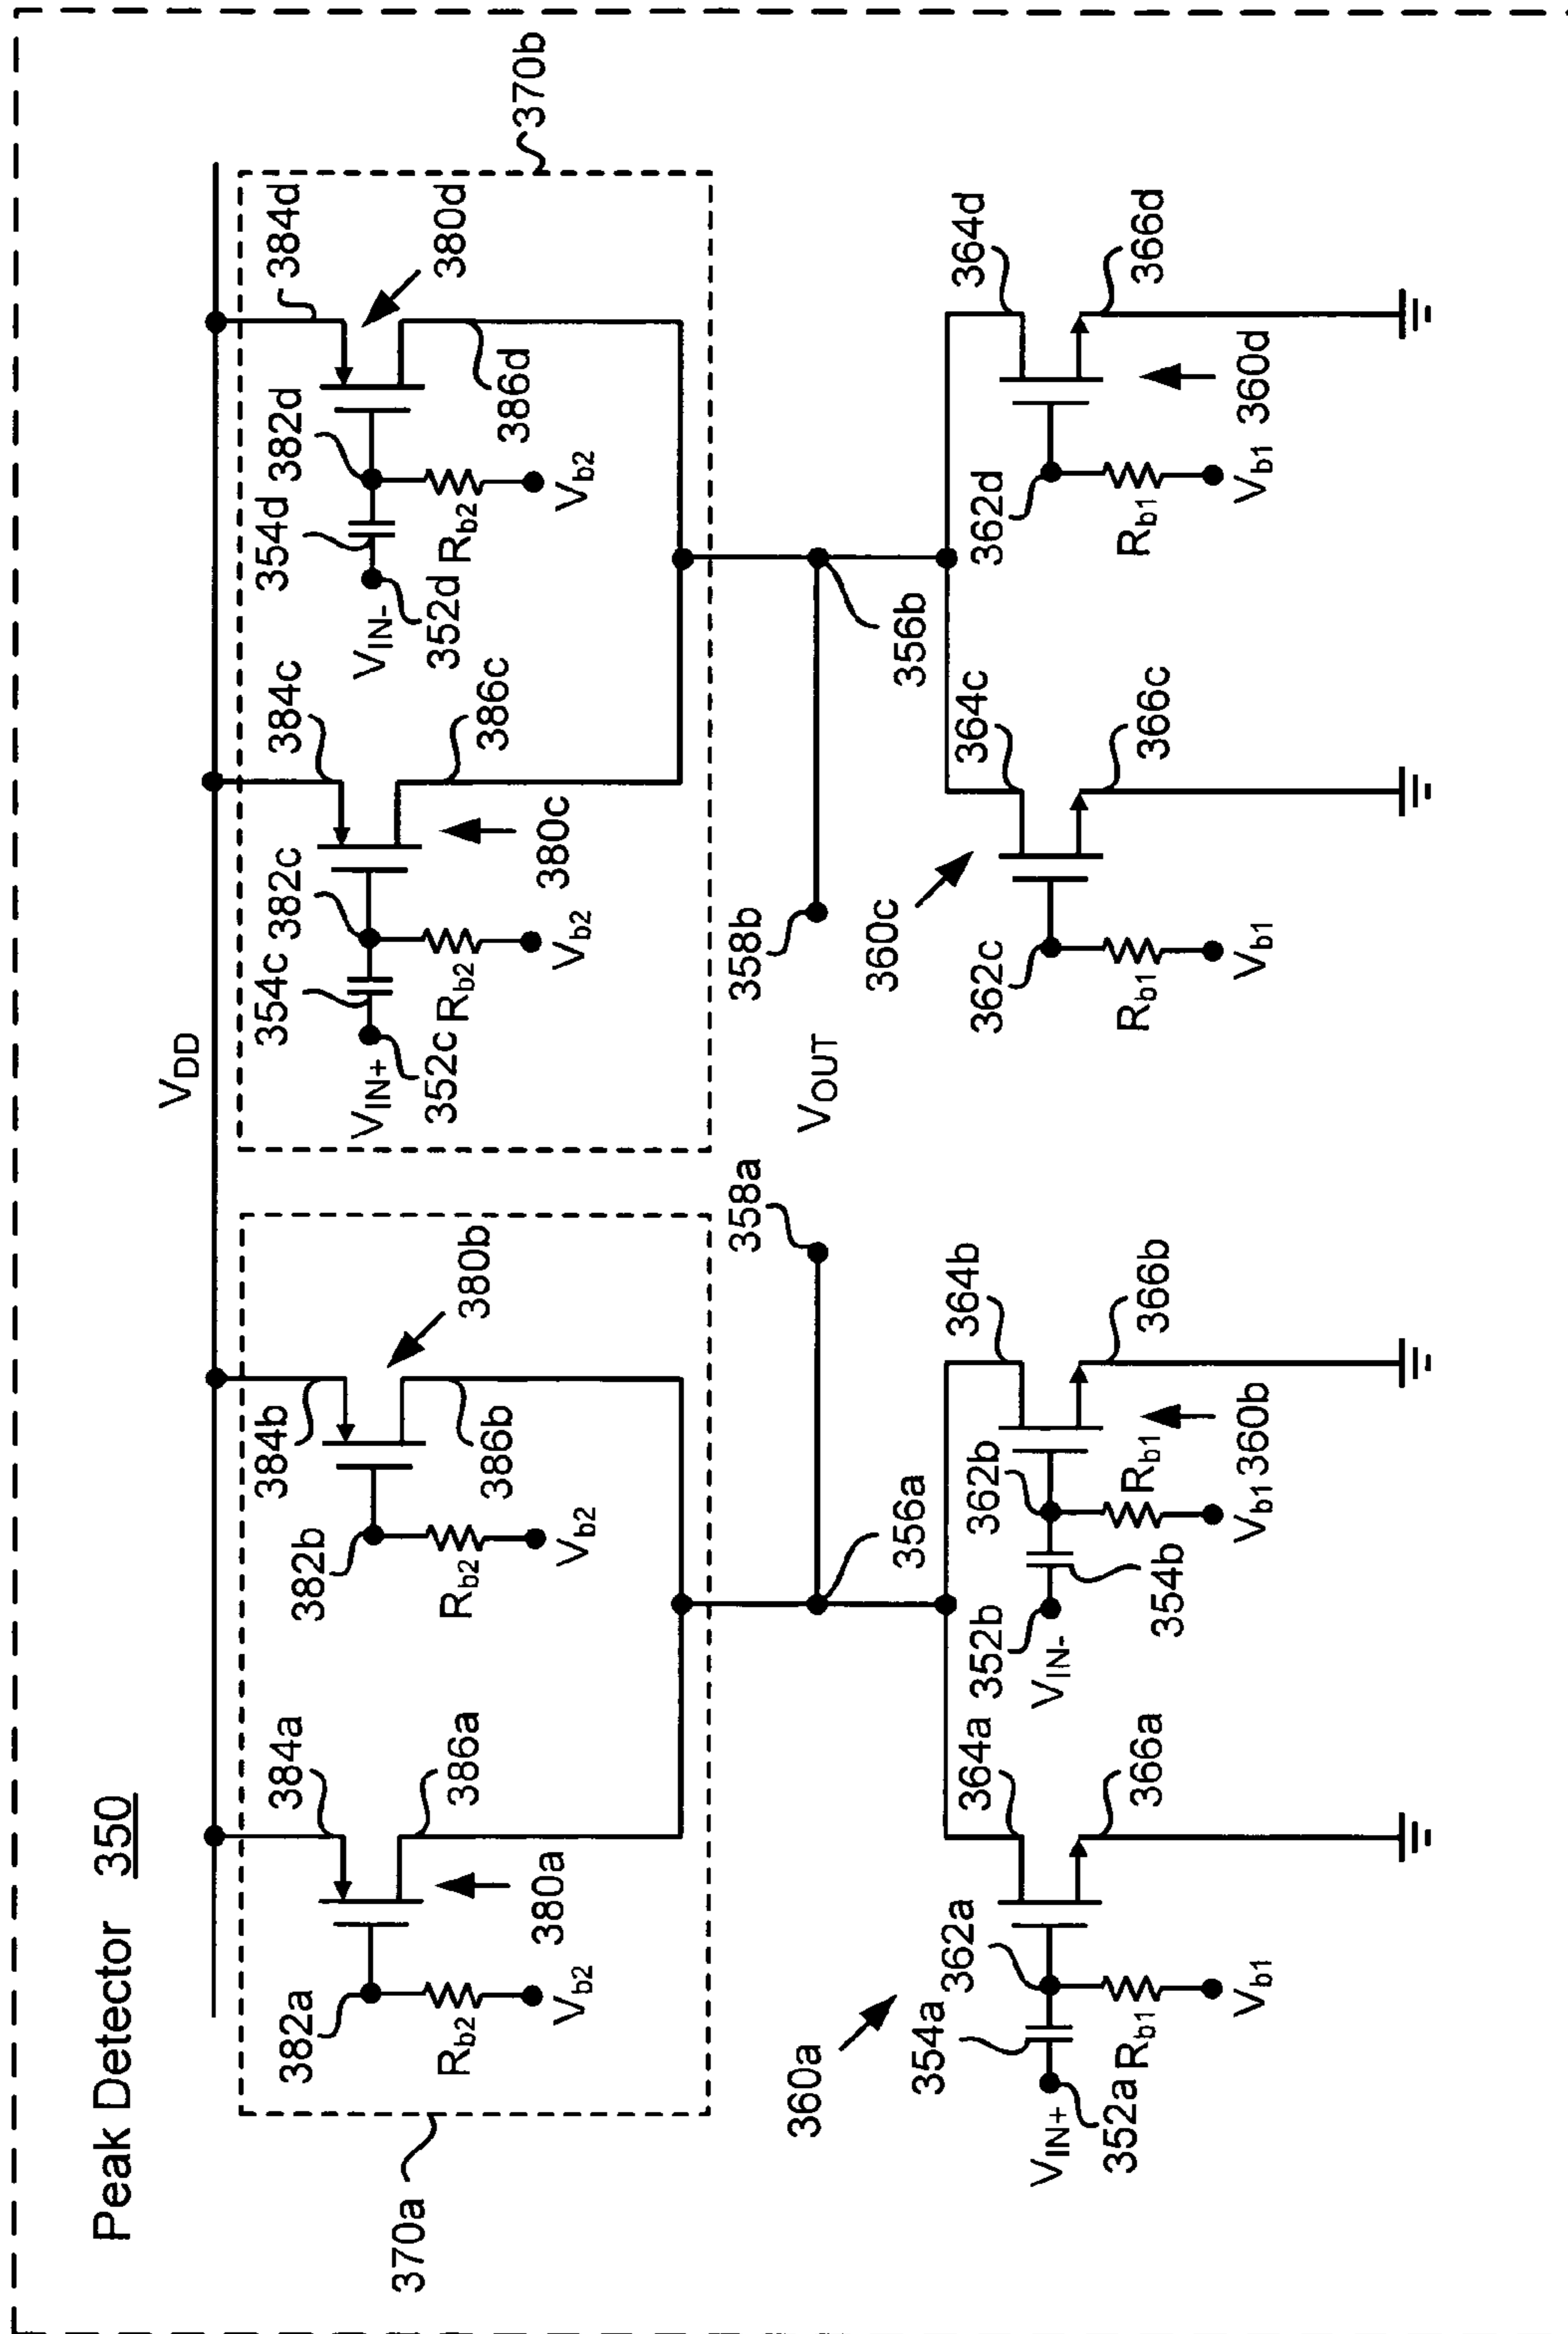 Peak Detector 350
V_DD
370a
384a
384b
380b
382a
380a
386a
382b
386b
R_b2
V_b2
R_b2
V_b2
370b
354c
382c
384c
354d
382d
384d
380d
V_IN+
352c
R_b2
V_b2
380c
386c
V_IN-
352d
R_b2
V_b2
386d
358a
V_OUT
358b
356a
356b
360a
354a
362a
364a
V_IN+
352a
R_b1
V_b1
366a
352b
V_IN-
362b
364b
354b
R_b1
V_b1
360b
366b
360c
362c
364c
R_b1
V_b1
366c
362d
364d
R_b1
V_b1
360d
366d